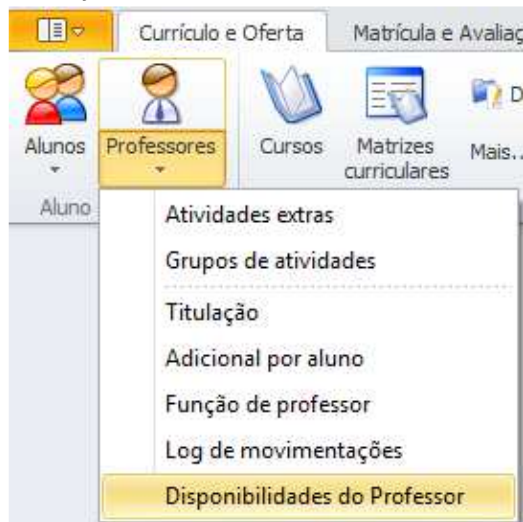 Currículo e Oferta
Matrícula e Avaliaç
Alunos
Professores
Cursos
Matrizes
curriculares
D
Mais..
Aluno
Atividades extras
Grupos de atividades
Titulação
Adicional por aluno
Função de professor
Log de movimentações
Disponibilidades do Professor